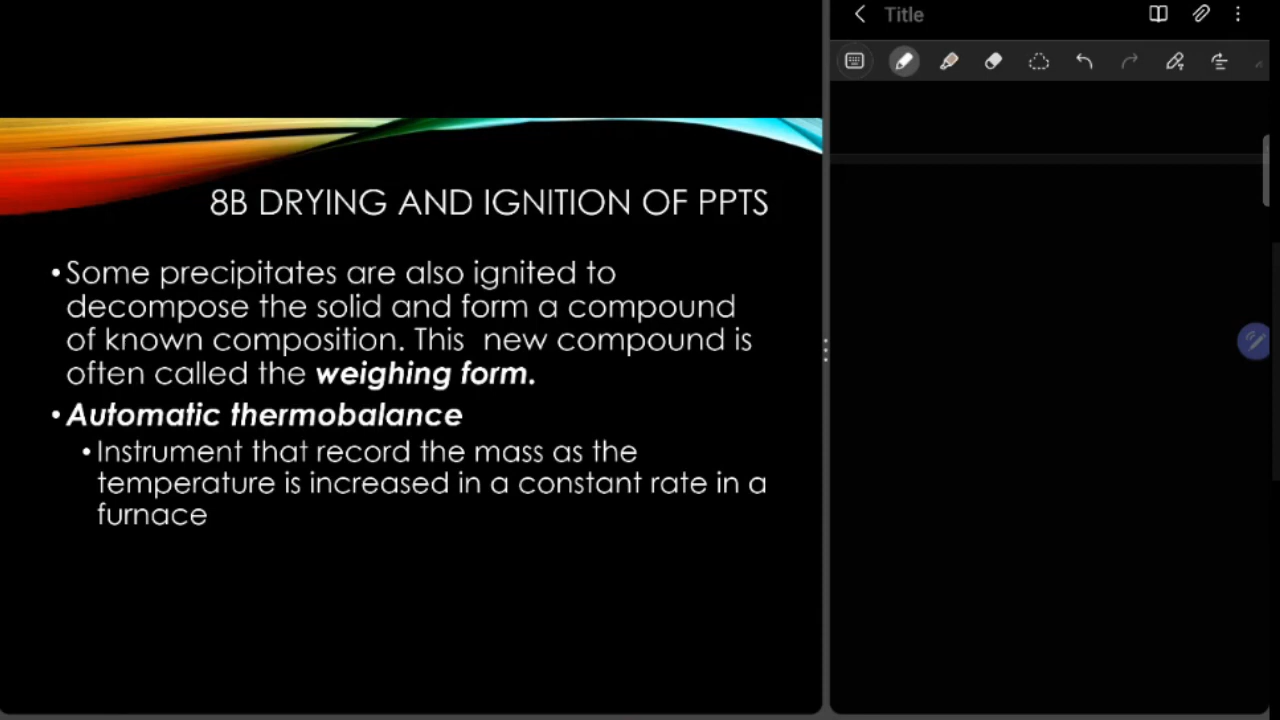 Title
8B DRYING AND IGNITION OF PPTS
•Some precipitates are also ignited to
decompose the solid and form a compound
of known composition. This  new compound is
often called the weighing form.
•Automatic thermobalance
•Instrument that record the mass as the
temperature is increased in a constant rate in a
furnace